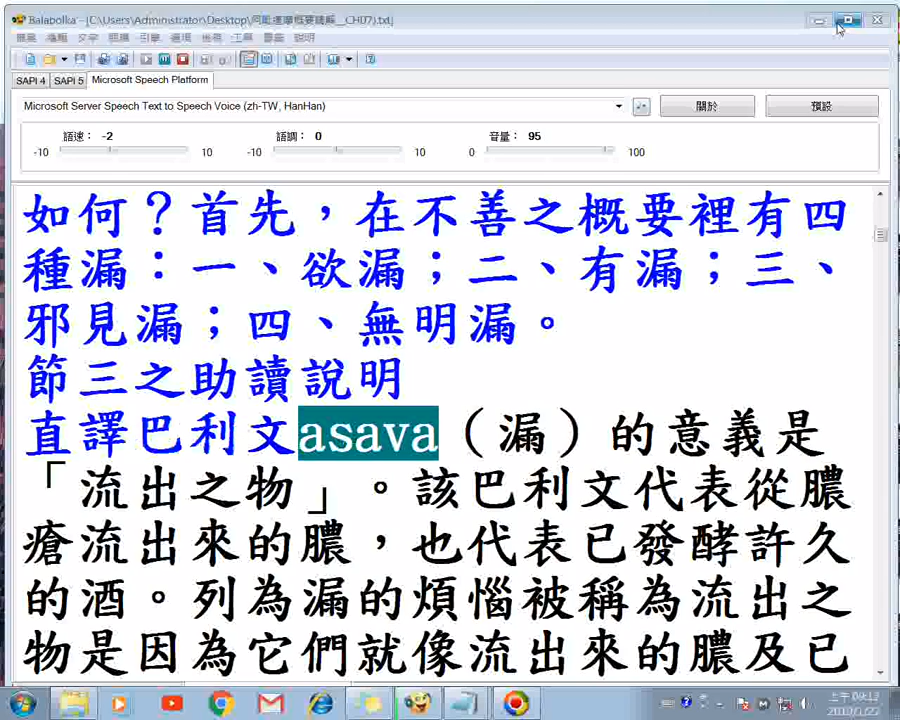 Balabolka - [C:\Users\Administrator\Desktop\阿毗達摩概要精解__CH07).txt]
SAPI 4 SAPI 5 Microsoft Speech Platform
Microsoft Server Speech Text to Speech Voice (zh-TW, HanHan) 關於 預設
語速： -2 語調： 0 音量： 95
-10 10 -10 10 0 100
如何？首先，在不善之概要裡有四
種漏：一、欲漏；二、有漏；三、
邪見漏；四、無明漏。
節三之助讀說明
直譯巴利文asava（漏）的意義是
「流出之物」。該巴利文代表從膿
瘡流出來的膿，也代表已發酵許久
的酒。列為漏的煩惱被稱為流出之
物是因為它們就像流出來的膿及已